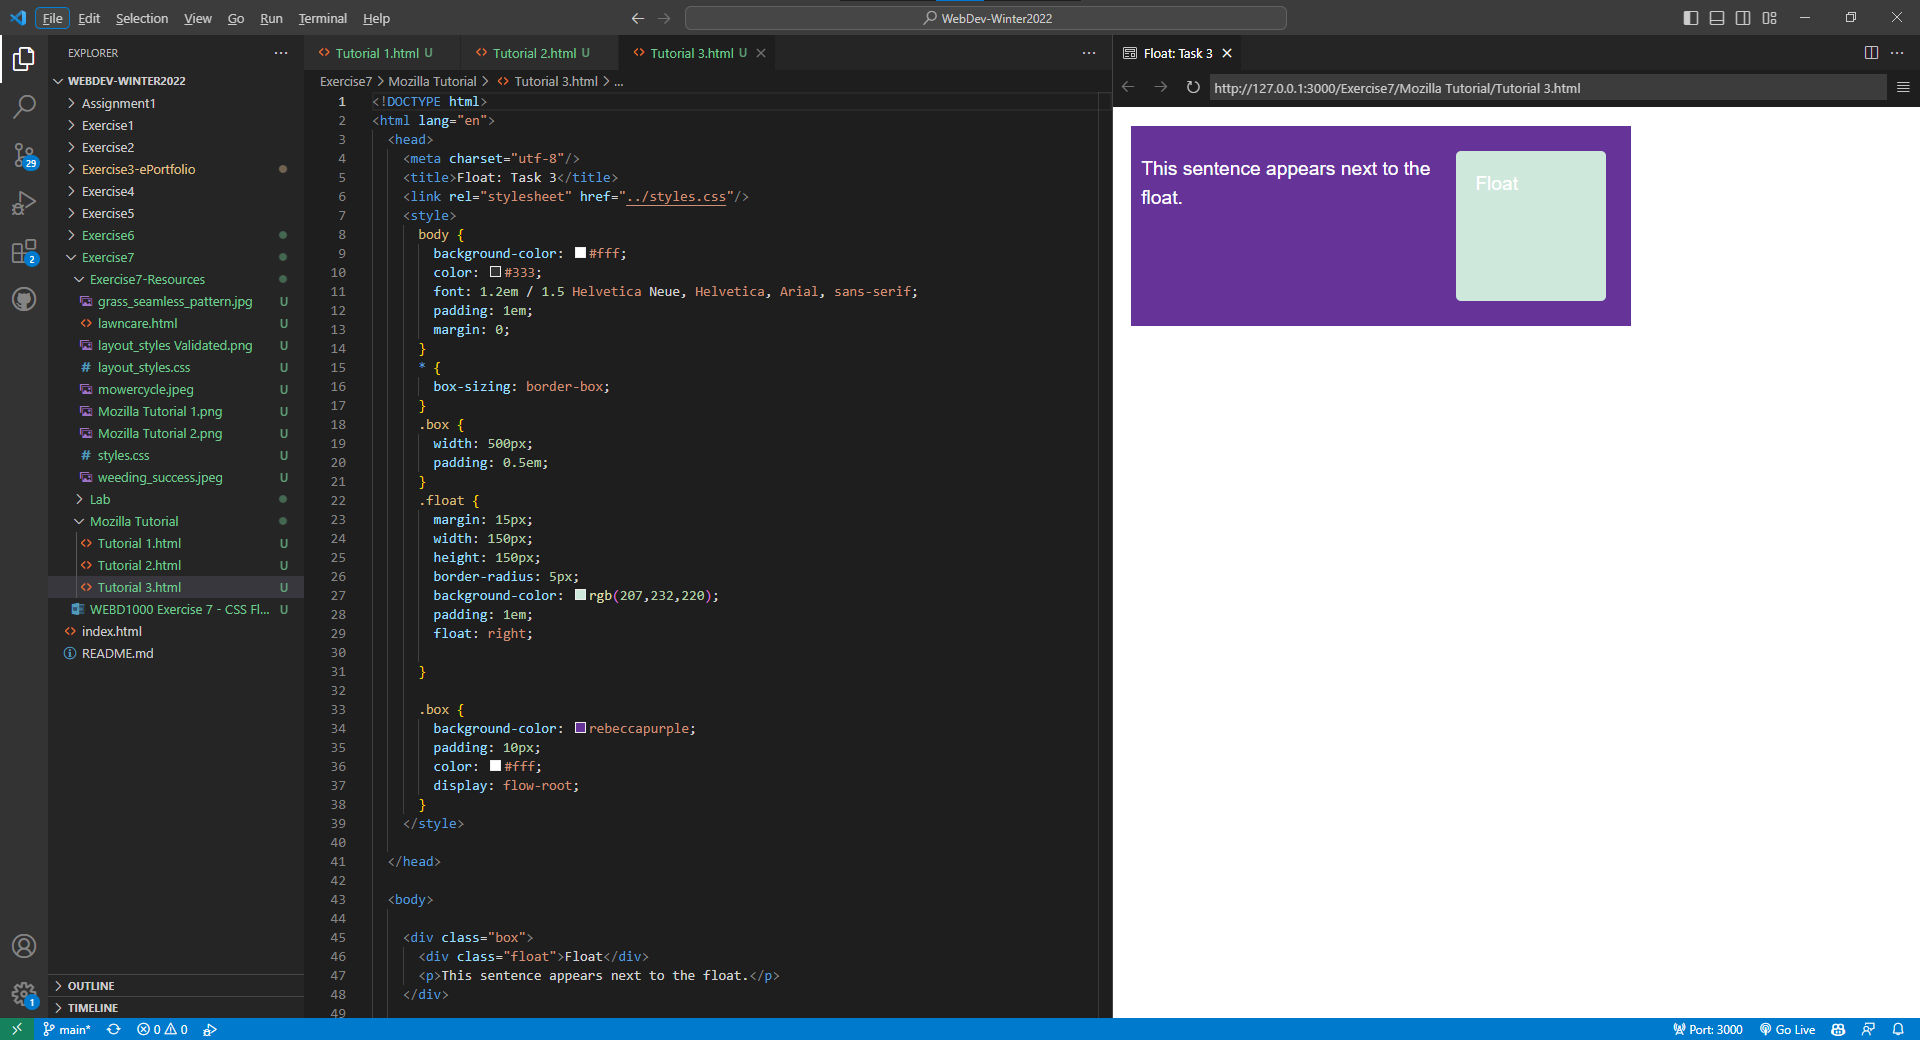 File Edit Selection View Go Run Terminal Help
WebDev-Winter2022
EXPLORER
WEBDEV-WINTER2022
Assignment1
Exercise1
Exercise2
Exercise3-ePortfolio
Exercise4
Exercise5
Exercise6
Exercise7
Exercise7-Resources
grass_seamless_pattern.jpg U
lawncare.html U
layout_styles Validated.png U
layout_styles.css U
mowercycle.jpeg U
Mozilla Tutorial 1.png U
Mozilla Tutorial 2.png U
styles.css U
weeding_success.jpeg U
Lab
Mozilla Tutorial
Tutorial 1.html U
Tutorial 2.html U
Tutorial 3.html U
WEBD1000 Exercise 7 - CSS Fl... U
index.html
README.md
OUTLINE
TIMELINE
29
2
1
Tutorial 1.html U Tutorial 2.html U Tutorial 3.html U
Exercise7 > Mozilla Tutorial > Tutorial 3.html > ...
1 <!DOCTYPE html>
2 <html lang="en">
3 <head>
4 <meta charset="utf-8"/>
5 <title>Float: Task 3</title>
6 <link rel="stylesheet" href="../styles.css"/>
7 <style>
8 body {
9 background-color: #fff;
10 color: #333;
11 font: 1.2em / 1.5 Helvetica Neue, Helvetica, Arial, sans-serif;
12 padding: 1em;
13 margin: 0;
14 }
15 * {
16 box-sizing: border-box;
17 }
18 .box {
19 width: 500px;
20 padding: 0.5em;
21 }
22 .float {
23 margin: 15px;
24 width: 150px;
25 height: 150px;
26 border-radius: 5px;
27 background-color: rgb(207,232,220);
28 padding: 1em;
29 float: right;
30
31 }
32
33 .box {
34 background-color: rebeccapurple;
35 padding: 10px;
36 color: #fff;
37 display: flow-root;
38 }
39 </style>
40
41 </head>
42
43 <body>
44
45 <div class="box">
46 <div class="float">Float</div>
47 <p>This sentence appears next to the float.</p>
48 </div>
49
Float: Task 3
http://127.0.0.1:3000/Exercise7/Mozilla Tutorial/Tutorial 3.html
This sentence appears next to the
float.
Float
main* 0 0
Port: 3000 Go Live